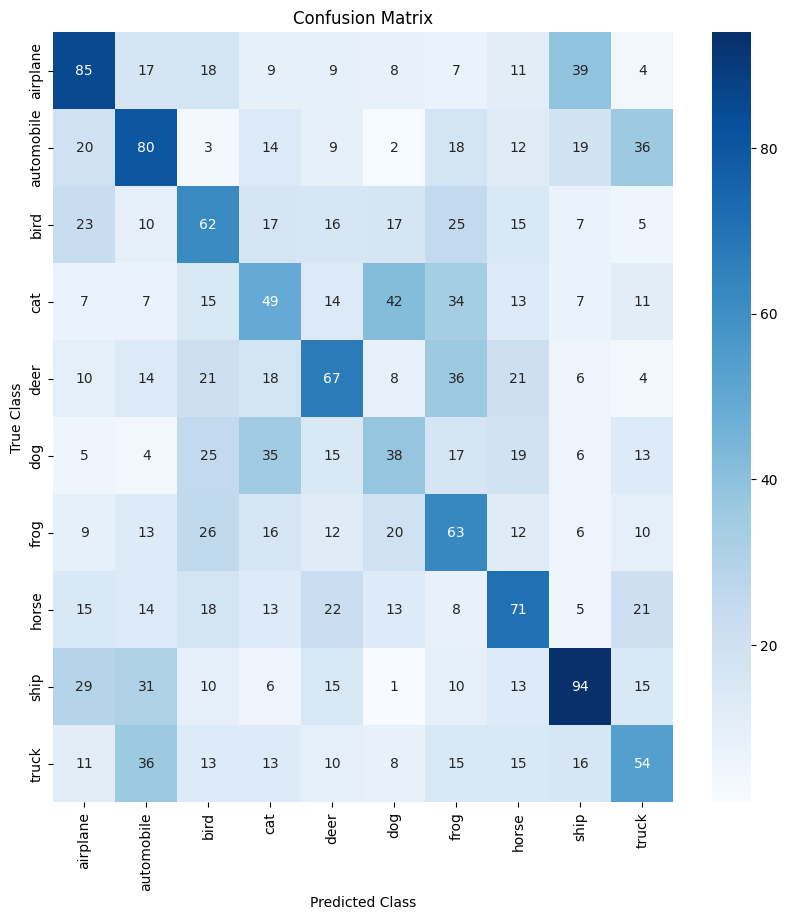 Confusion Matrix
airplane 85 17 18 9 9 8 7 11 39 4
automobile 20 80 3 14 9 2 18 12 19 36
bird 23 10 62 17 16 17 25 15 7 5
cat 7 7 15 49 14 42 34 13 7 11
deer 10 14 21 18 67 8 36 21 6 4
dog 5 4 25 35 15 38 17 19 6 13
frog 9 13 26 16 12 20 63 12 6 10
horse 15 14 18 13 22 13 8 71 5 21
ship 29 31 10 6 15 1 10 13 94 15
truck 11 36 13 13 10 8 15 15 16 54
airplane automobile bird cat deer dog frog horse ship truck
True Class
Predicted Class
80
60
40
20